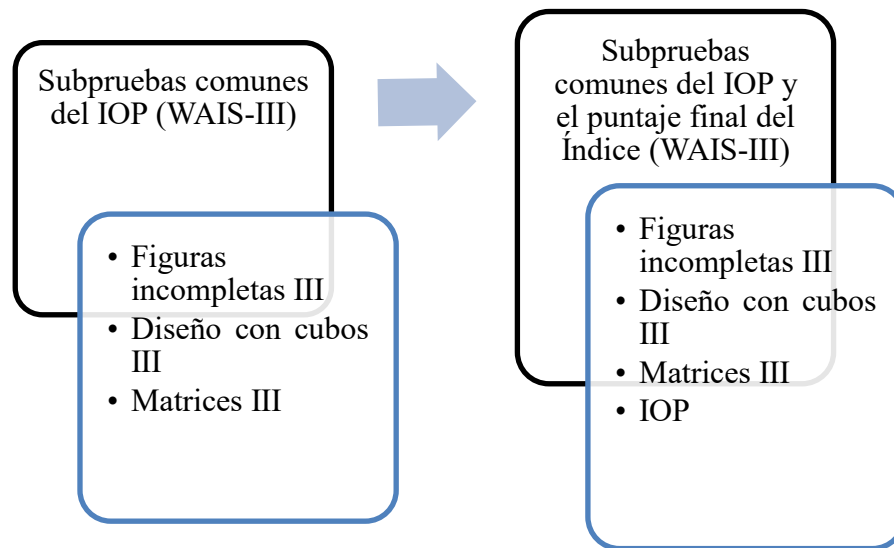 Subpruebas comunes
del IOP (WAIS-III)
• Figuras
incompletas III
• Diseño con cubos
III
• Matrices III
Subpruebas
comunes del IOP y
el puntaje final del
Índice (WAIS-III)
• Figuras
incompletas III
• Diseño con cubos
III
• Matrices III
• IOP